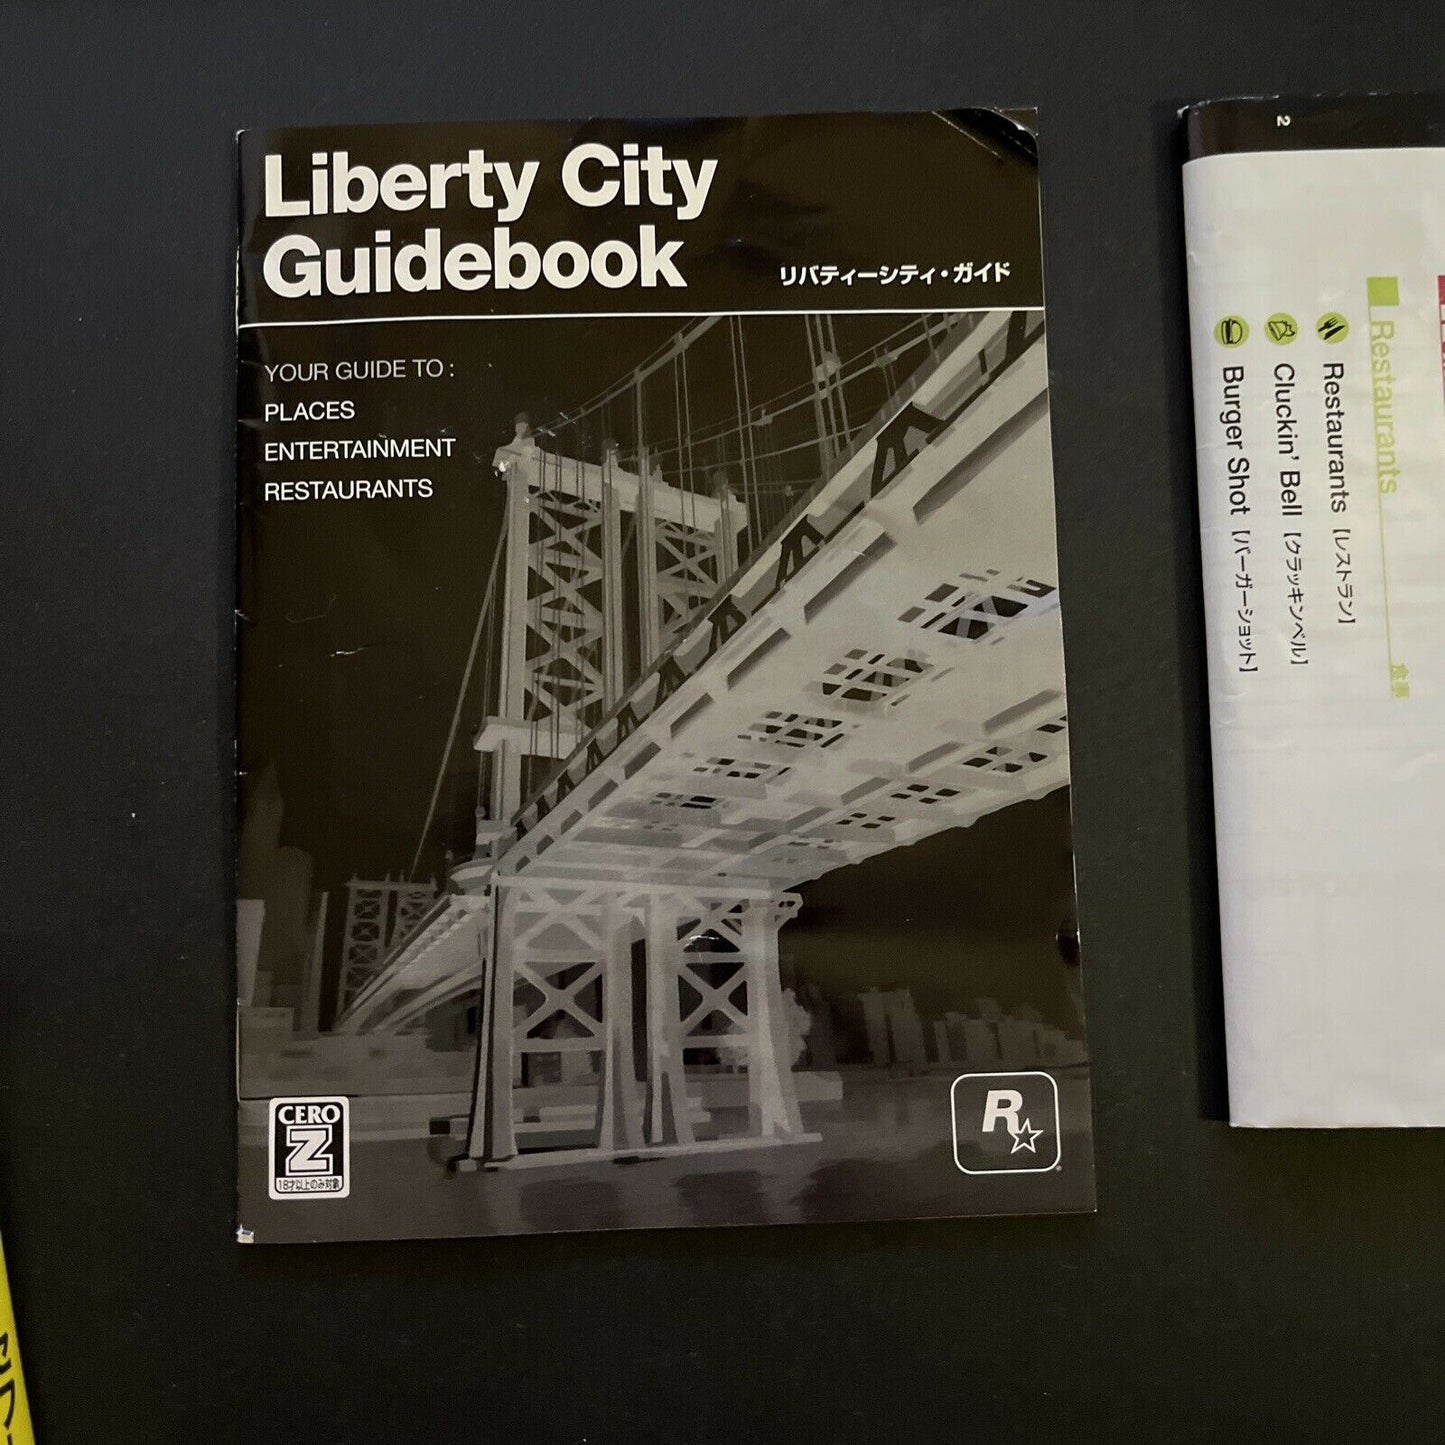 Liberty City
Guidebook
リバティーシティ・ガイド
YOUR GUIDE TO :
PLACES
ENTERTAINMENT
RESTAURANTS
CERO
Z
18才以上のみ対象
R
®
2
Restaurants
Restaurants【レストラン】
Cluckin' Bell【クラッキンベル】
Burger Shot【バーガーショット】